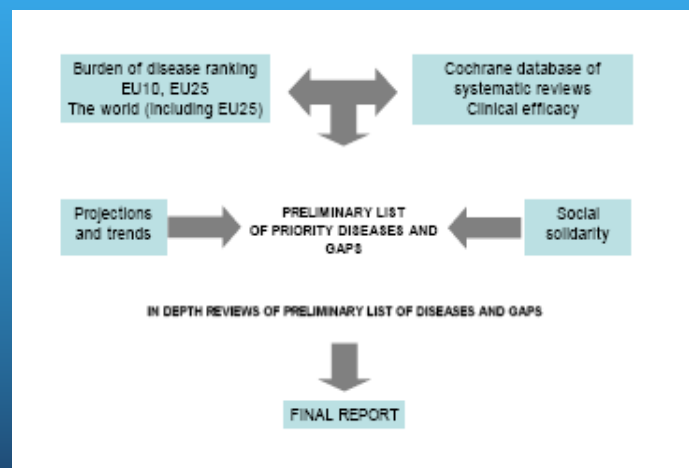 Burden of disease ranking
EU10, EU25
The world (including EU25)
Cochrane database of
systematic reviews
Clinical efficacy
Projections
and trends
PRELIMINARY LIST
OF PRIORITY DISEASES AND
GAPS
Social
solidarity
IN DEPTH REVIEWS OF PRELIMINARY LIST OF DISEASES AND GAPS
FINAL REPORT